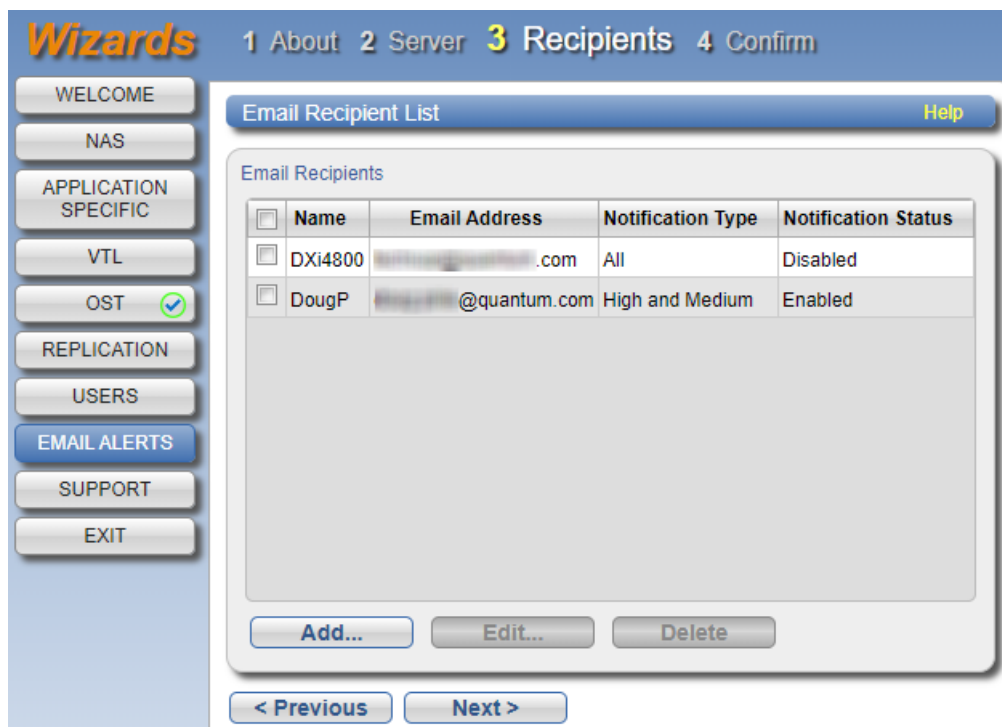 Wizards 1 About 2 Server 3 Recipients 4 Confirm
WELCOME
NAS
APPLICATION
SPECIFIC
VTL
OST
REPLICATION
USERS
EMAIL ALERTS
SUPPORT
EXIT
Email Recipient List Help
Email Recipients
Name Email Address Notification Type Notification Status
DXi4800 .com All Disabled
DougP @quantum.com High and Medium Enabled
Add... Edit... Delete
< Previous Next >